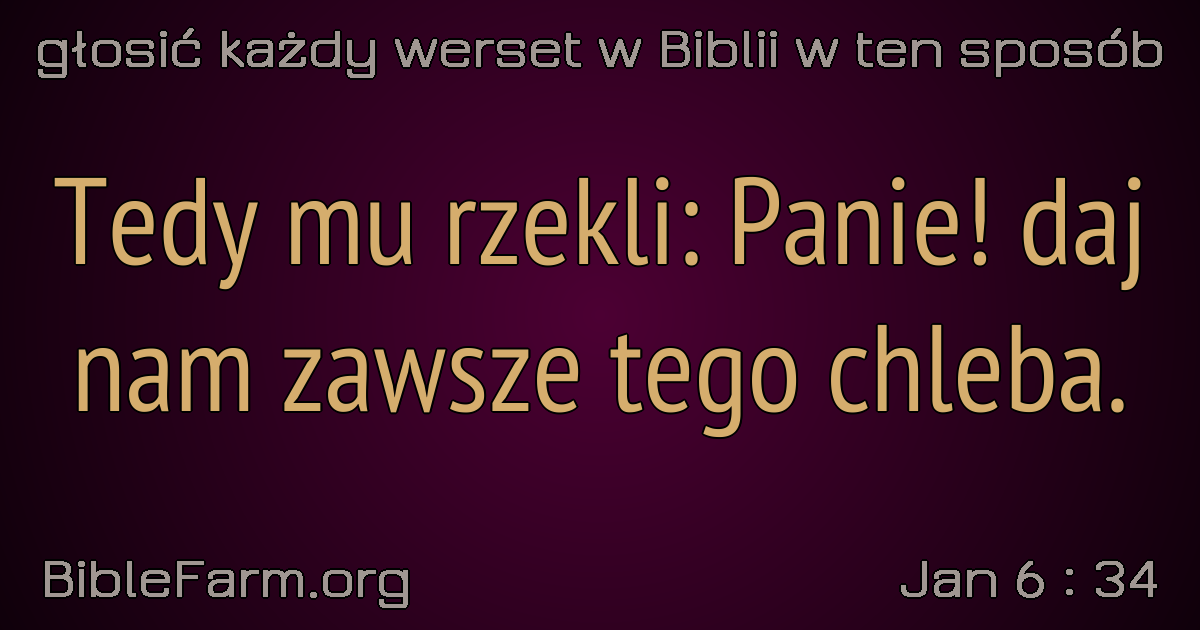 głosić każdy werset w Biblii w ten sposób
Tedy mu rzekli: Panie! daj
nam zawsze tego chleba.
BibleFarm.org
Jan 6 : 34